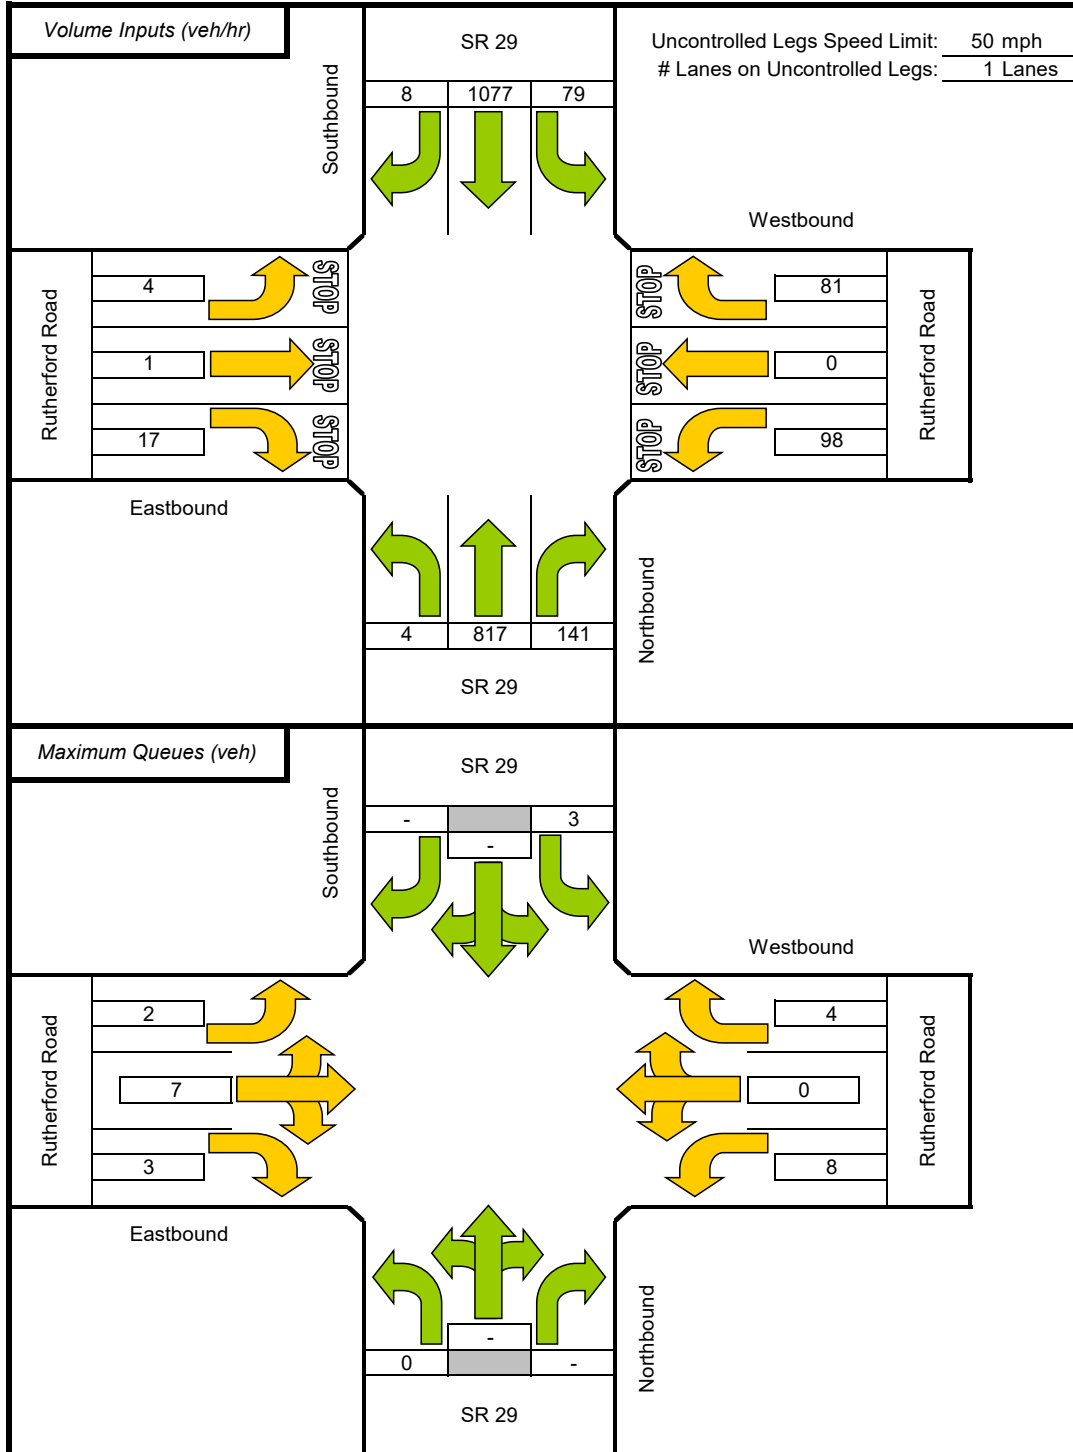 Volume Inputs (veh/hr)
SR 29
Uncontrolled Legs Speed Limit: 50 mph
# Lanes on Uncontrolled Legs: 1 Lanes
Southbound
8 1077 79
Westbound
Rutherford Road
4
STOP
STOP
81
1
STOP
STOP
0
17
STOP
STOP
98
Rutherford Road
Eastbound
Northbound
4 817 141
SR 29
Maximum Queues (veh)
SR 29
Southbound
- 3
-
Westbound
Rutherford Road
2
4
7
0
3
8
Rutherford Road
Eastbound
Northbound
-
0 -
SR 29